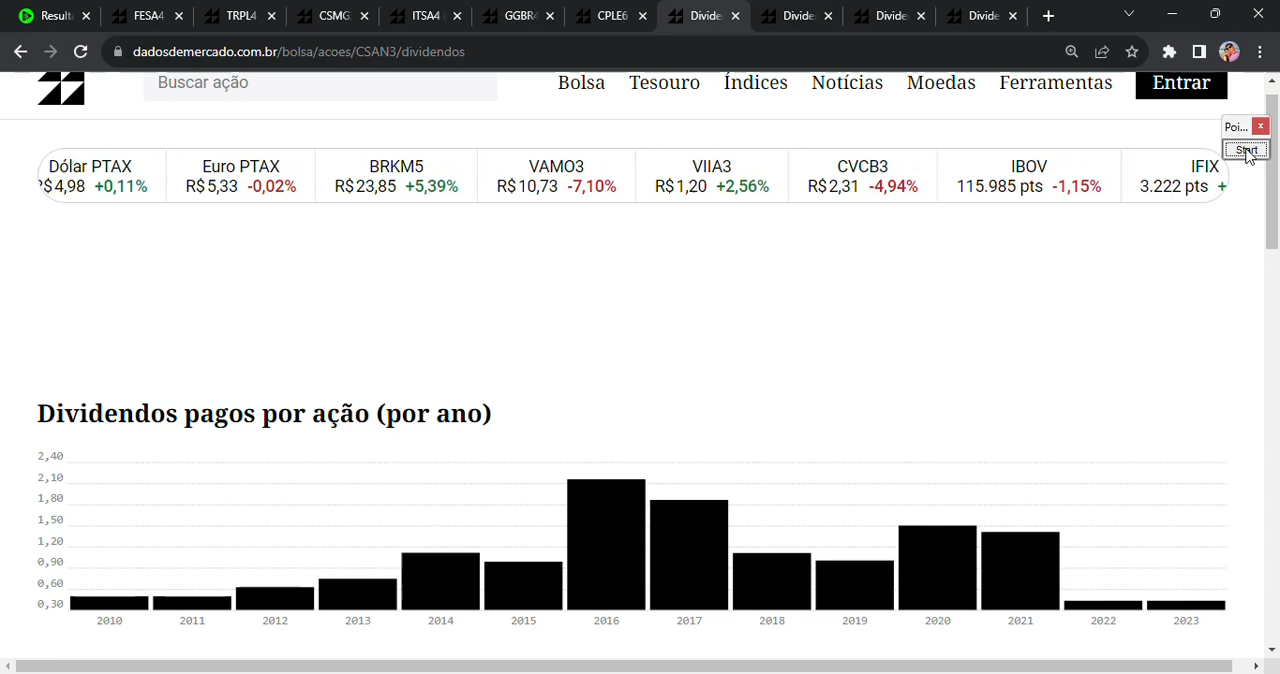 Result FESA4 TRPL4 CSMG ITSA4 GGBR4 CPLE6 Divide Divide Divide Divide
dadosdemercado.com.br/bolsa/acoes/CSAN3/dividendos
Buscar ação Bolsa Tesouro Índices Notícias Moedas Ferramentas Entrar
Poi... x
Start
Dólar PTAX Euro PTAX BRKM5 VAMO3 VIIA3 CVCB3 IBOV IFIX
R$4,98 +0,11% R$5,33 -0,02% R$23,85 +5,39% R$10,73 -7,10% R$1,20 +2,56% R$2,31 -4,94% 115.985 pts -1,15% 3.222 pts +
Dividendos pagos por ação (por ano)
2,40
2,10
1,80
1,50
1,20
0,90
0,60
0,30
2010 2011 2012 2013 2014 2015 2016 2017 2018 2019 2020 2021 2022 2023